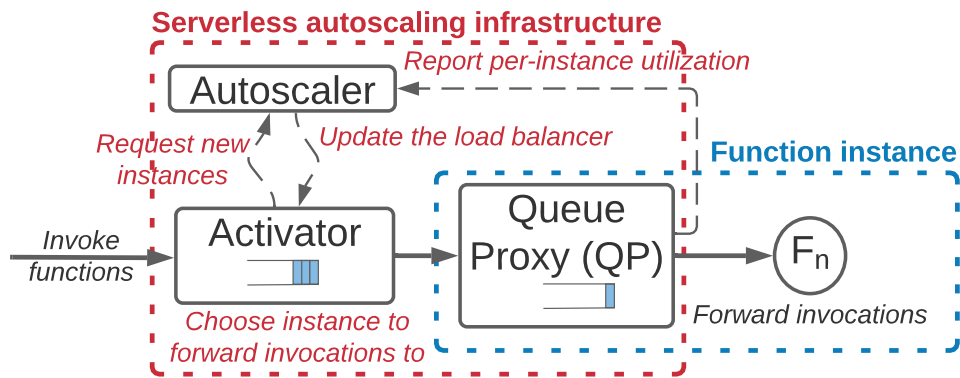 Serverless autoscaling infrastructure
Report per-instance utilization
Autoscaler
Request new
instances
Update the load balancer
Function instance
Invoke
functions
Activator
Queue
Proxy (QP)
Fn
Choose instance to
forward invocations to
Forward invocations